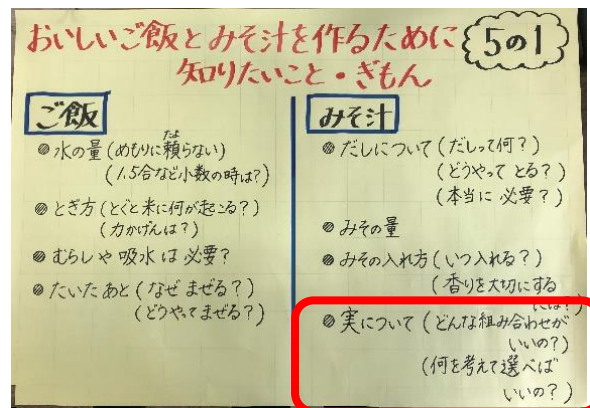 おいしいご飯とみそ汁を作るために
知りたいこと・ぎもん
5の1
ご飯
水の量(めもりに頼らない)
たよ
(1.5合など小数の時は?)
とぎ方(とぐと米に何が起こる?)
(力かげんは?)
むらしや吸水は必要?
たいたあと(なぜまぜる?)
(どうやってまぜる?)
みそ汁
だしについて(だしって何?)
(どうやってとる?)
(本当に必要?)
みその量
みその入れ方(いつ入れる?)
(香りを大切にする
には?)
実について(どんな組み合わせが
いいの?)
(何を考えて選べば
いいの?)